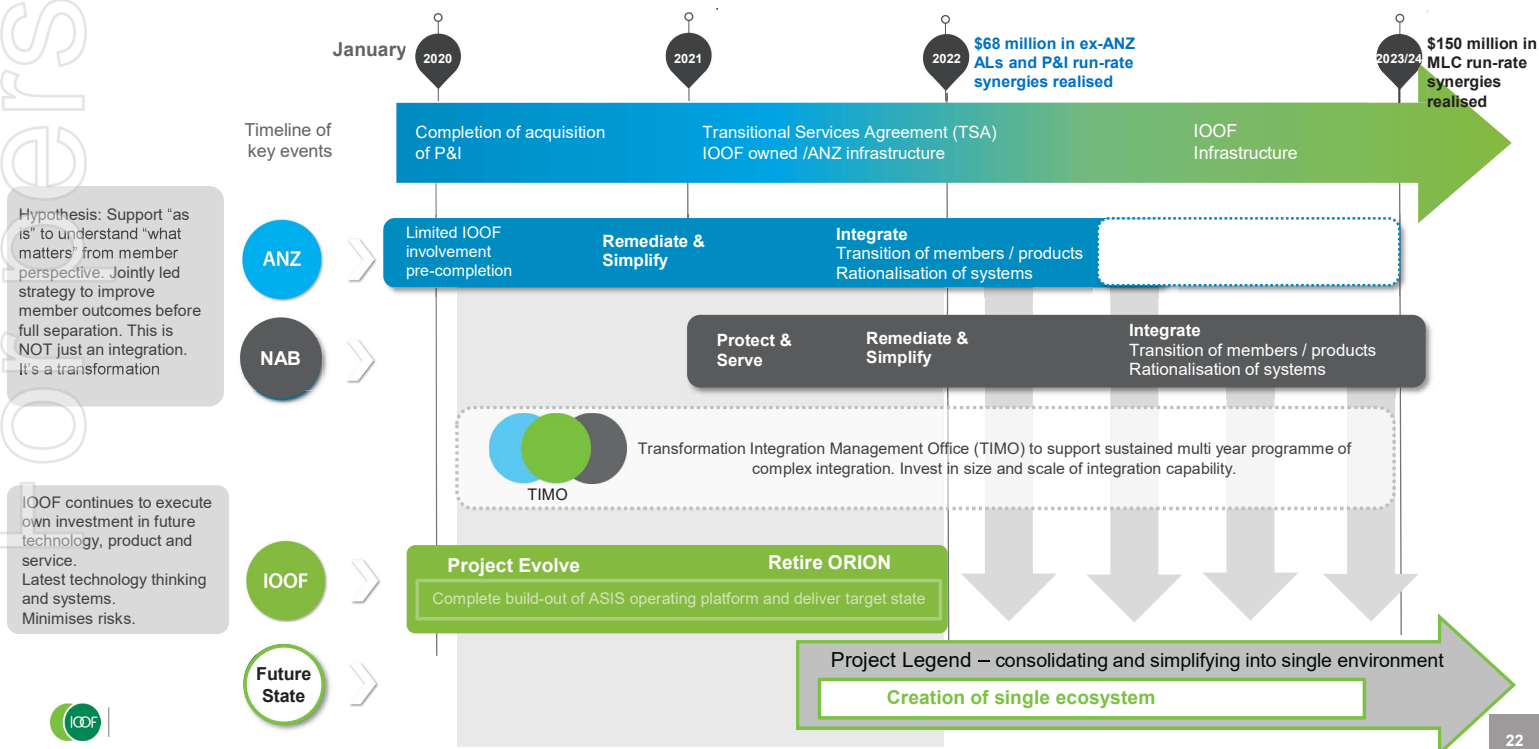 January
2020
2021
2022
$68 million in ex-ANZ
ALs and P&I run-rate
synergies realised
2023/24
$150 million in
MLC run-rate
synergies
realised
Timeline of
key events
Completion of acquisition
of P&I
Transitional Services Agreement (TSA)
IOOF owned /ANZ infrastructure
IOOF
Infrastructure
Hypothesis: Support “as
is” to understand “what
matters” from member
perspective. Jointly led
strategy to improve
member outcomes before
full separation. This is
NOT just an integration.
It’s a transformation
ANZ
Limited IOOF
involvement
pre-completion
Remediate &
Simplify
Integrate
Transition of members / products
Rationalisation of systems
NAB
Protect &
Serve
Remediate &
Simplify
Integrate
Transition of members / products
Rationalisation of systems
TIMO
Transformation Integration Management Office (TIMO) to support sustained multi year programme of
complex integration. Invest in size and scale of integration capability.
IOOF continues to execute
own investment in future
technology, product and
service.
Latest technology thinking
and systems.
Minimises risks.
IOOF
Project Evolve
Retire ORION
Complete build-out of ASIS operating platform and deliver target state
Future
State
Project Legend – consolidating and simplifying into single environment
Creation of single ecosystem
IOOF
22
For pers